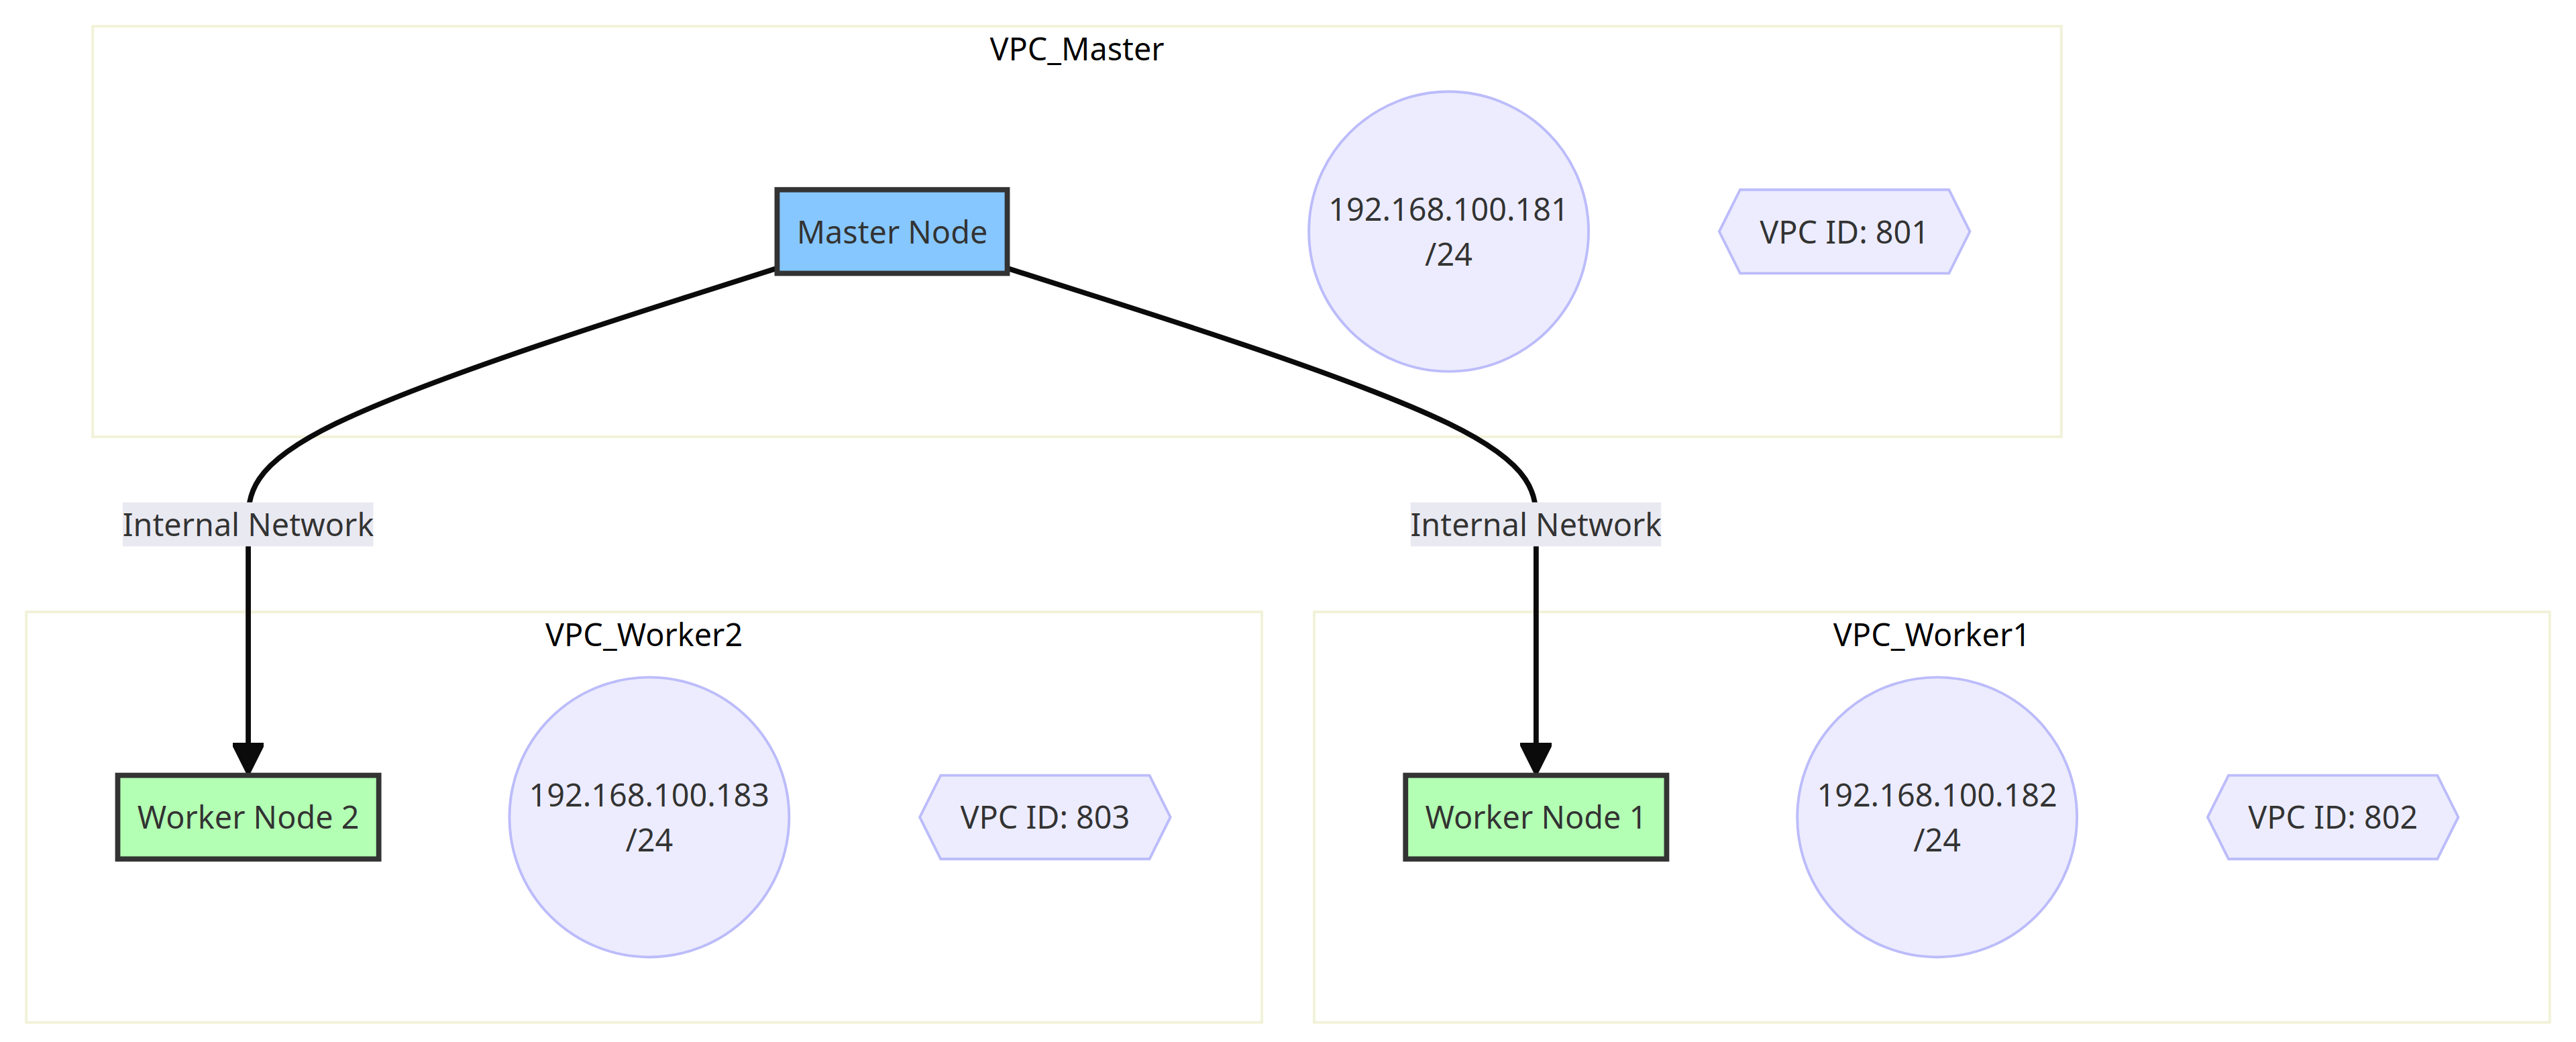 VPC_Master
Master Node
192.168.100.181
/24
VPC ID: 801
Internal Network
Internal Network
VPC_Worker2
Worker Node 2
192.168.100.183
/24
VPC ID: 803
VPC_Worker1
Worker Node 1
192.168.100.182
/24
VPC ID: 802